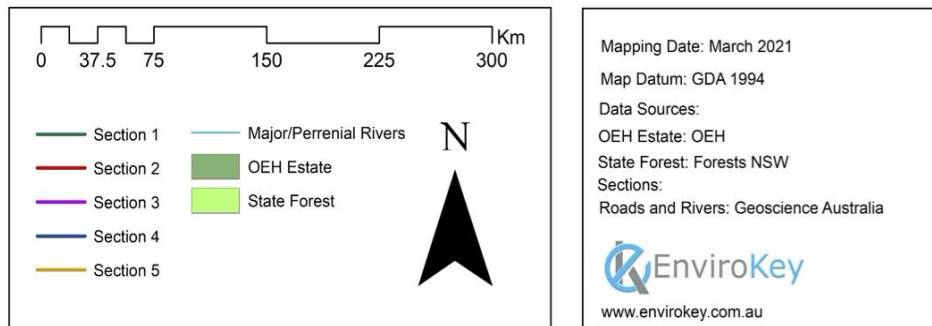 Km
0 37.5 75 150 225 300
Section 1
Section 2
Section 3
Section 4
Section 5
Major/Perrenial Rivers
OEH Estate
State Forest
N
Mapping Date: March 2021
Map Datum: GDA 1994
Data Sources:
OEH Estate: OEH
State Forest: Forests NSW
Sections:
Roads and Rivers: Geoscience Australia
EnviroKey
www.envirokey.com.au